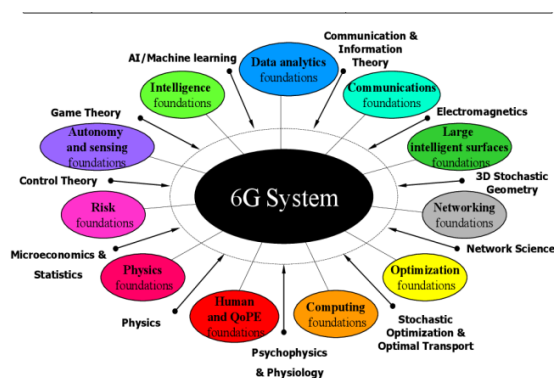 Communication &
Information
Theory
AI/Machine learning
Data analytics
foundations
Intelligence
foundations
Communications
foundations
Game Theory
Electromagnetics
Autonomy
and sensing
foundations
Large
intelligent surfaces
foundations
Control Theory
6G System
3D Stochastic
Geometry
Risk
foundations
Networking
foundations
Microeconomics &
Statistics
Network Science
Physics
foundations
Optimization
foundations
Human
and QoPE
foundations
Computing
foundations
Physics
Stochastic
Optimization &
Optimal Transport
Psychophysics
& Physiology